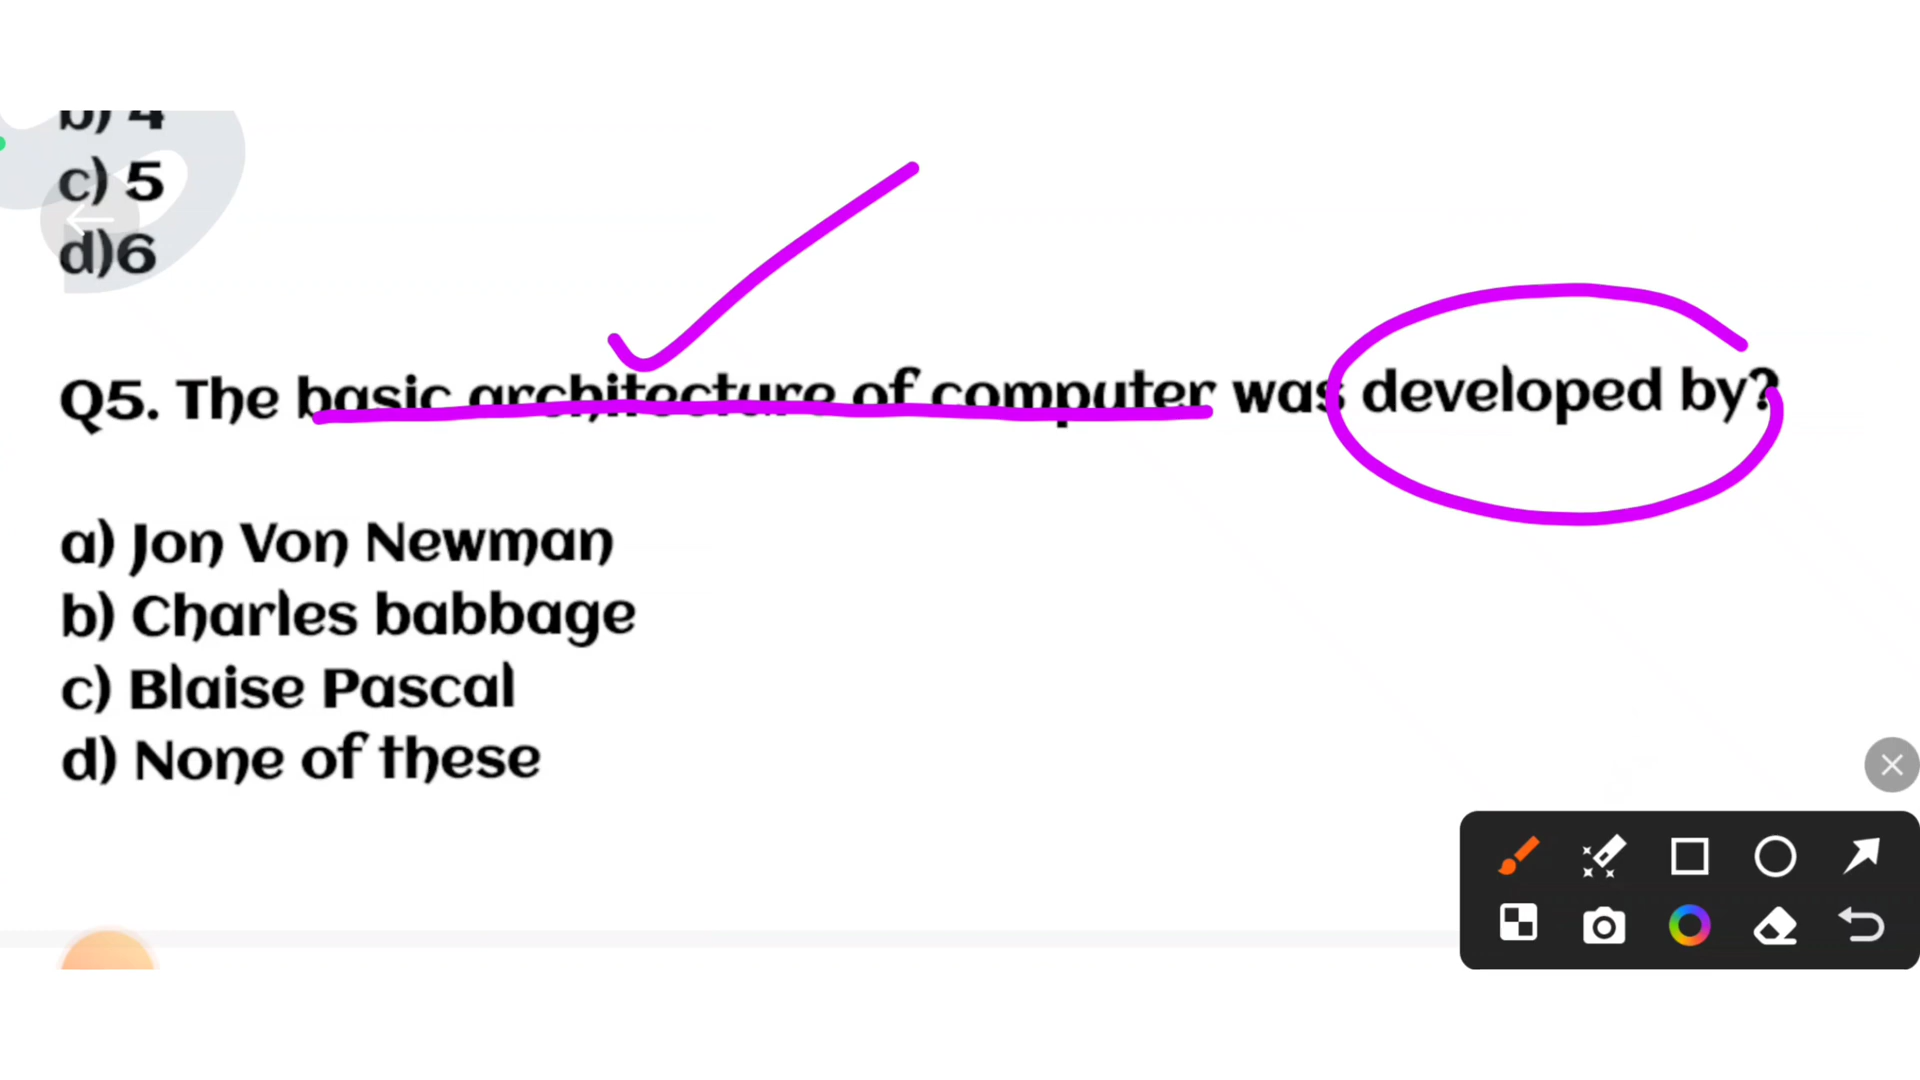 b) 4
c) 5
d)6
Q5. The basic architecture of computer was developed by?
a) Jon Von Newman
b) Charles babbage
c) Blaise Pascal
d) None of these